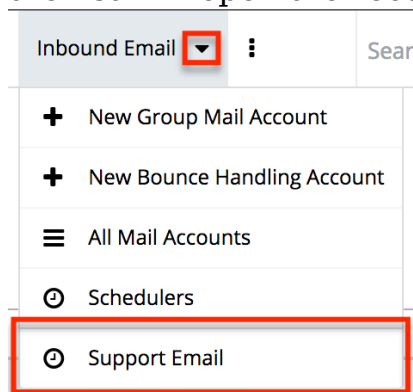 Inbound Email
Sear
New Group Mail Account
New Bounce Handling Account
All Mail Accounts
Schedulers
Support Email